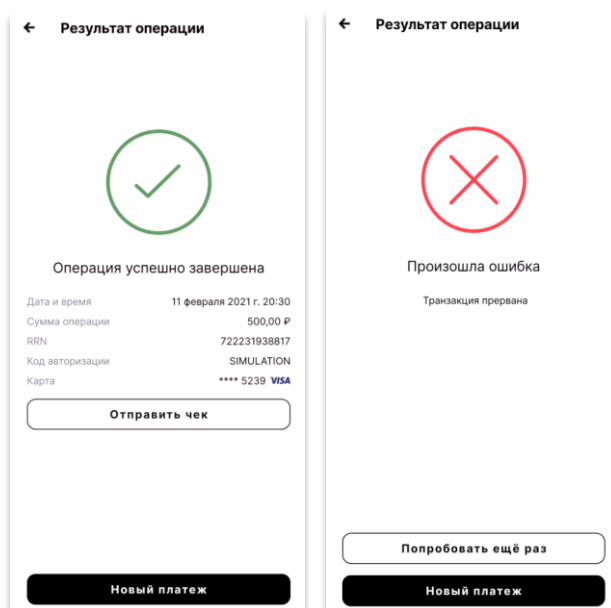 ← Результат операции
Операция успешно завершена
Дата и время 11 февраля 2021 г. 20:30
Сумма операции 500,00 ₽
RRN 722231938817
Код авторизации SIMULATION
Карта **** 5239 VISA
Отправить чек
Новый платеж
← Результат операции
Произошла ошибка
Транзакция прервана
Попробовать ещё раз
Новый платеж